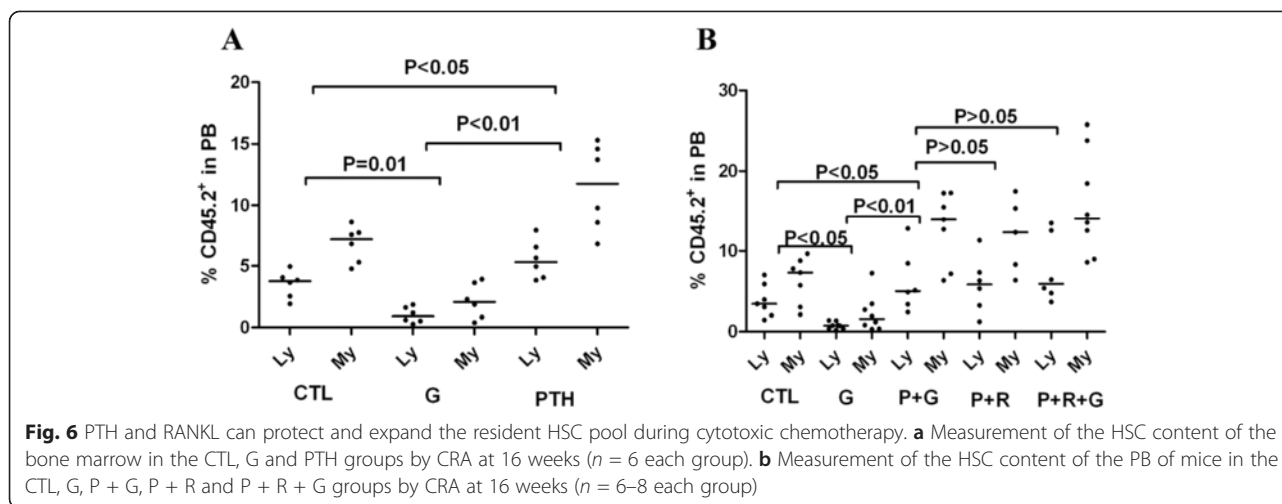 A
P<0.05
P<0.01
P=0.01
% CD45.2+ in PB
20
15
10
5
0
Ly My Ly My Ly My
CTL G PTH
B
P>0.05
P>0.05
P<0.05
P<0.01
P<0.05
% CD45.2+ in PB
30
20
10
0
Ly My Ly My Ly My Ly My Ly My
CTL G P+G P+R P+R+G
Fig. 6 PTH and RANKL can protect and expand the resident HSC pool during cytotoxic chemotherapy. a Measurement of the HSC content of the
bone marrow in the CTL, G and PTH groups by CRA at 16 weeks (n = 6 each group). b Measurement of the HSC content of the PB of mice in the
CTL, G, P + G, P + R and P + R + G groups by CRA at 16 weeks (n = 6–8 each group)